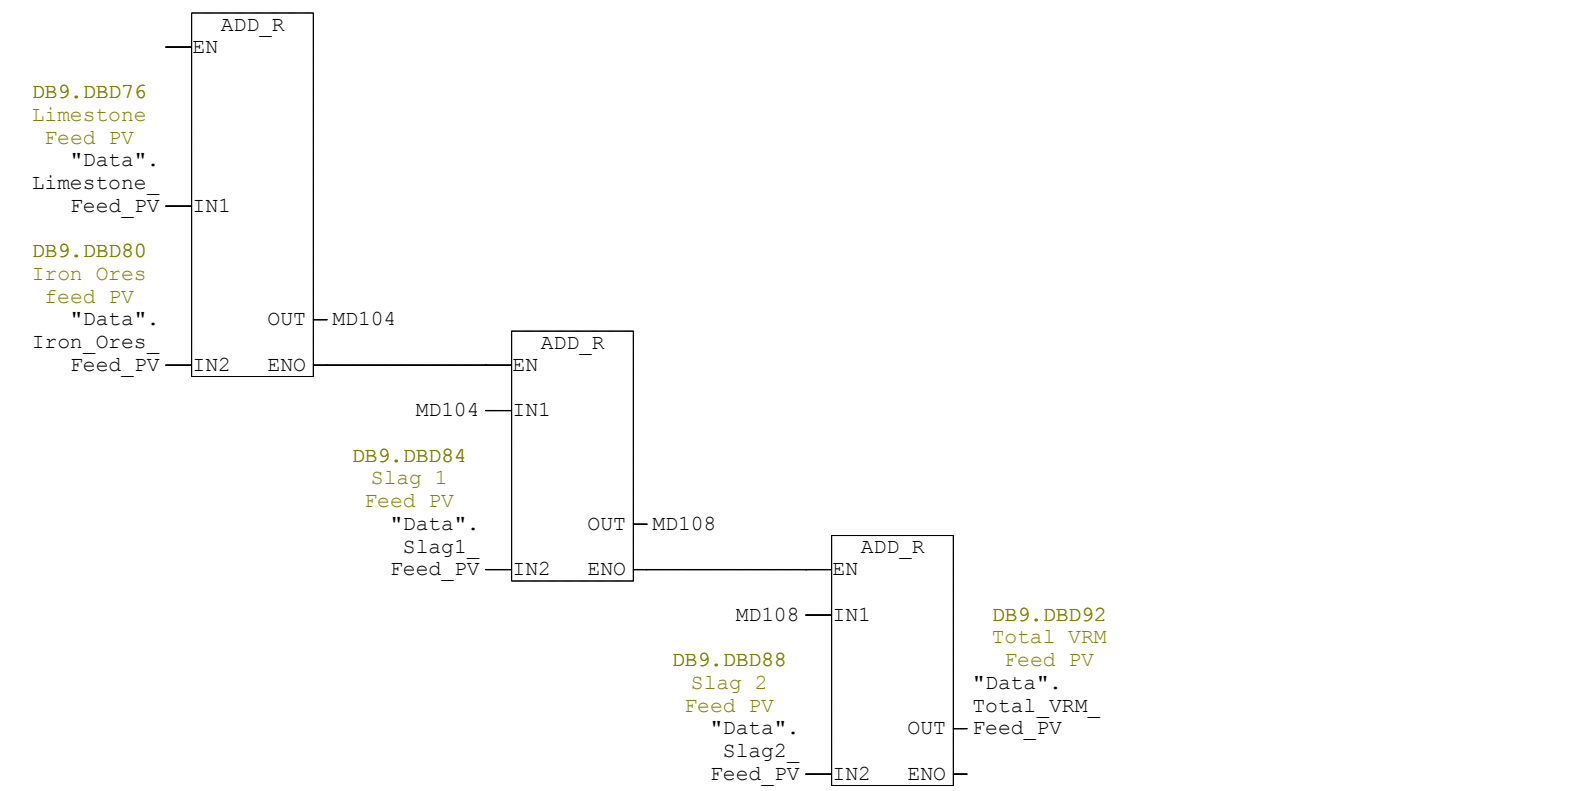 ADD_R
EN
DB9.DBD76
Limestone
Feed PV
"Data".
Limestone_
Feed_PV
IN1
DB9.DBD80
Iron Ores
feed PV
"Data".
Iron_Ores_
Feed_PV
IN2
OUT
MD104
ENO
ADD_R
EN
MD104
IN1
DB9.DBD84
Slag 1
Feed PV
"Data".
Slag1_
Feed_PV
IN2
OUT
MD108
ENO
ADD_R
EN
MD108
IN1
DB9.DBD88
Slag 2
Feed PV
"Data".
Slag2_
Feed_PV
IN2
DB9.DBD92
Total VRM
Feed PV
"Data".
Total_VRM_
Feed_PV
OUT
ENO